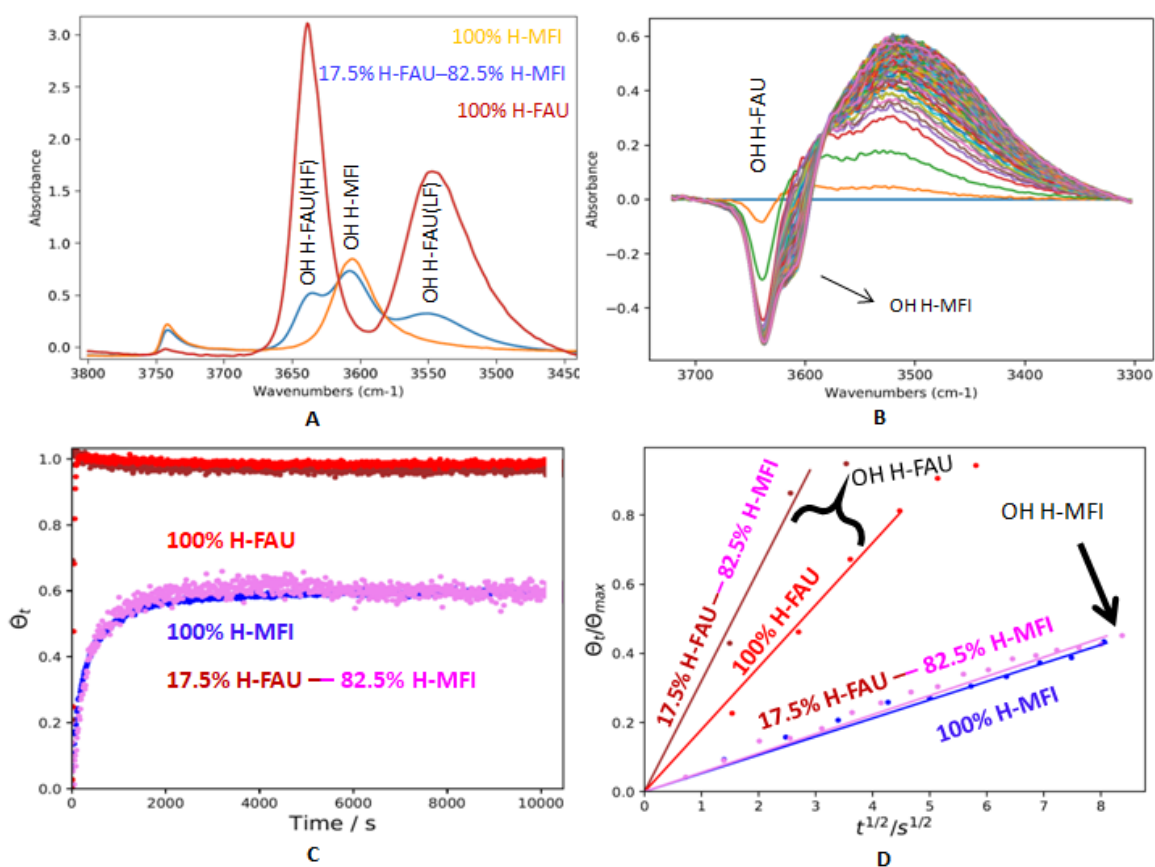 3.0
2.5
2.0
1.5
1.0
0.5
0.0
Absorbance
100% H-MFI
17.5% H-FAU–82.5% H-MFI
100% H-FAU
OH H-FAU(HF)
OH H-MFI
OH H-FAU(LF)
3800
3750
3700
3650
3600
3550
3500
3450
Wavenumbers (cm-1)
A
0.6
0.4
0.2
0.0
−0.2
−0.4
Absorbance
OH H-FAU
OH H-MFI
3700
3600
3500
3400
3300
Wavenumbers (cm-1)
B
1.0
0.8
0.6
0.4
0.2
0.0
Θt
100% H-FAU
100% H-MFI
17.5% H-FAU — 82.5% H-MFI
0
2000
4000
6000
8000
10000
Time / s
C
0.8
0.6
0.4
0.2
0.0
Θt/Θmax
17.5% H-FAU — 82.5% H-MFI
100% H-FAU
OH H-FAU
OH H-MFI
17.5% H-FAU — 82.5% H-MFI
100% H-MFI
0
1
2
3
4
5
6
7
8
t1/2/s1/2
D